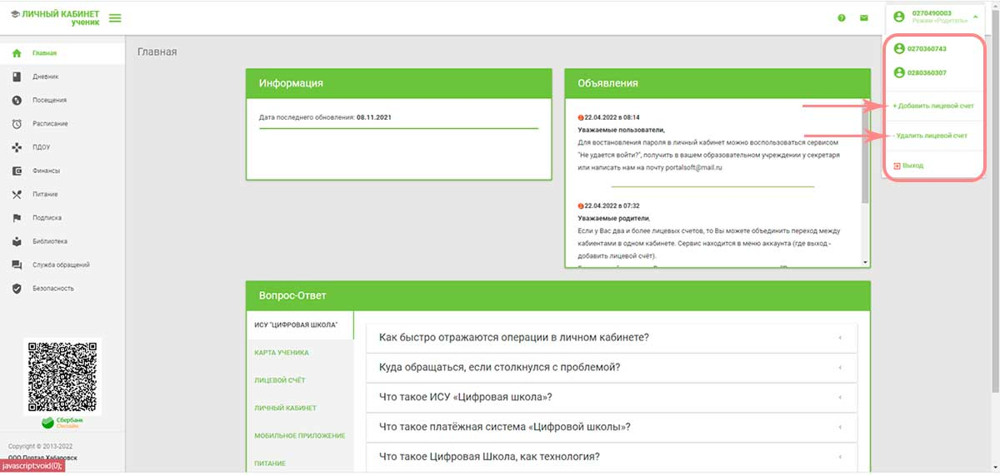 ЛИЧНЫЙ КАБИНЕТ
ученик
0270490003
Режим «Родитель»
0270360743
0280360307
+ Добавить лицевой счет
- Удалить лицевой счет
Выход
Главная
Дневник
Посещения
Расписание
ПДОУ
Финансы
Питание
Подписка
Библиотека
Служба обращений
Безопасность
Сбербанк
Онлайн
Copyright © 2013-2022
ООО Портал Хабаровск
javascript:void(0);
Главная
Информация
Дата последнего обновления: 08.11.2021
Объявления
22.04.2022 в 08:14
Уважаемые пользователи,
Для востановления пароля в личный кабинет можно воспользоваться сервисом
"Не удается войти?", получить в вашем образовательном учреждении у секретаря
или написать нам на почту portalsoft@mail.ru
22.04.2022 в 07:32
Уважаемые родители,
Если у Вас два и более лицевых счетов, то Вы можете объединить переход между
кабиентами в одном кабинете. Сервис находится в меню аккаунта (где выход -
добавить лицевой счёт).
Вопрос-Ответ
ИСУ "ЦИФРОВАЯ ШКОЛА"
КАРТА УЧЕНИКА
ЛИЦЕВОЙ СЧЁТ
ЛИЧНЫЙ КАБИНЕТ
МОБИЛЬНОЕ ПРИЛОЖЕНИЕ
ПИТАНИЕ
Как быстро отражаются операции в личном кабинете?
Куда обращаться, если столкнулся с проблемой?
Что такое ИСУ «Цифровая школа»?
Что такое платёжная система «Цифровой школы»?
Что такое Цифровая Школа, как технология?